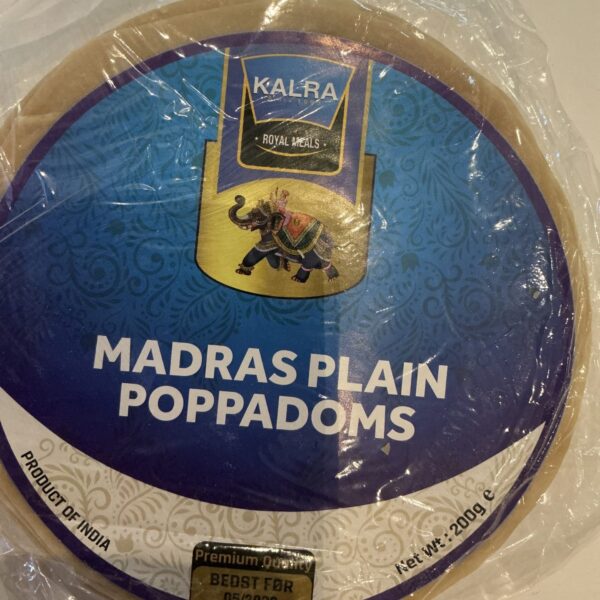 KALRA
ROYAL MEALS
MADRAS PLAIN
POPPADOMS
PRODUCT OF INDIA
Net Wt.: 200g e
Premium Quality
BEDST FØR